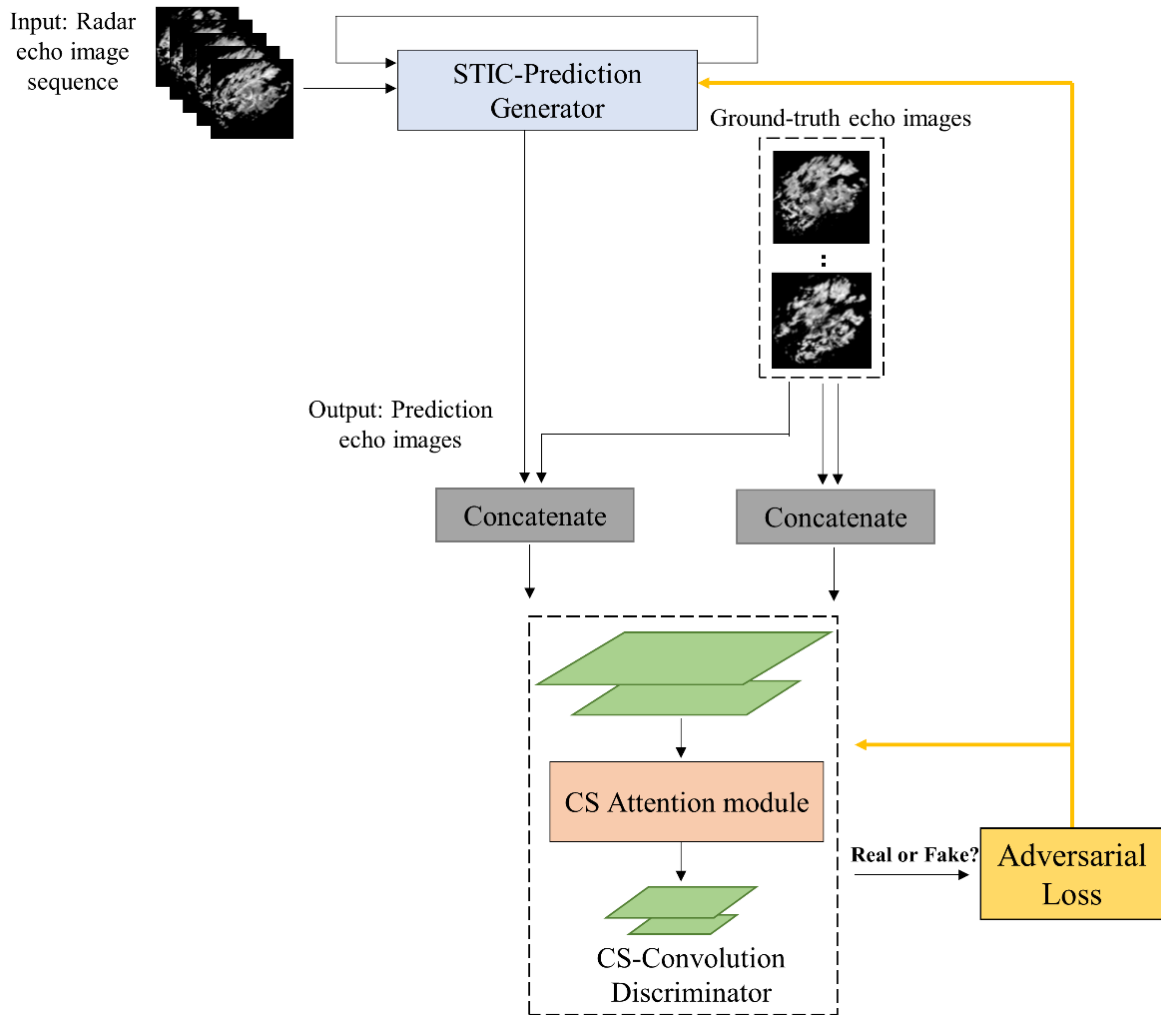 Input: Radar
echo image
sequence
STIC-Prediction
Generator
Ground-truth echo images
Output: Prediction
echo images
Concatenate
Concatenate
CS Attention module
Real or Fake?
Adversarial
Loss
CS-Convolution
Discriminator